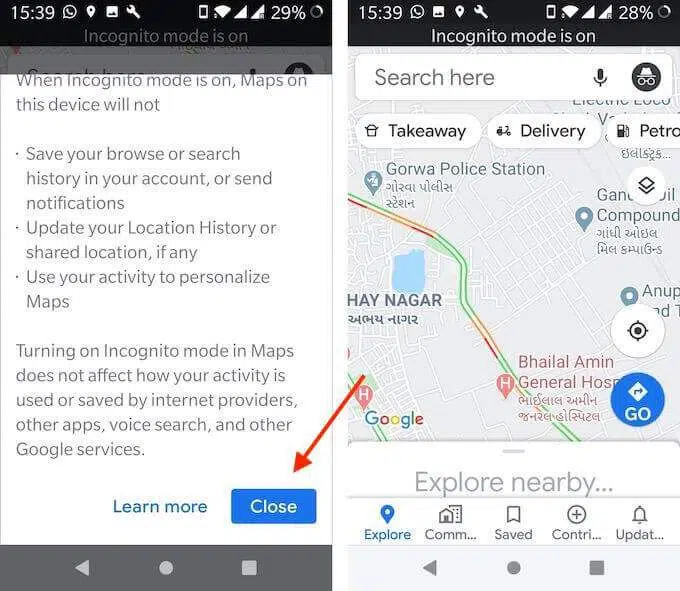 15:39
29%
Incognito mode is on
Search here
When Incognito mode is on, Maps on
this device will not
· Save your browse or search
history in your account, or send
notifications
· Update your Location History or
shared location, if any
· Use your activity to personalize
Maps
Turning on Incognito mode in Maps
does not affect how your activity is
used or saved by internet providers,
other apps, voice search, and other
Google services.
Learn more
Close
15:39
28%
Incognito mode is on
Search here
Electric Loco
Takeaway
Delivery
Petro
ઇલેક્ટ્રિક...
Gorwa Police Station
ગોરવા પોલીસ
સ્ટેશન
Oil
Compound
ગાંધી ઓઇલ
મિલ કમ્પાઉન્ડ
HAY NAGAR
અભય નાગર
Anup
Bhailal Amin
General Hosp
ભાઈલાલ અમીન
જનરલ હોસ્પિટલ
H
H
Google
GO
Explore nearby...
Explore
Comm...
Saved
Contri...
Updat...